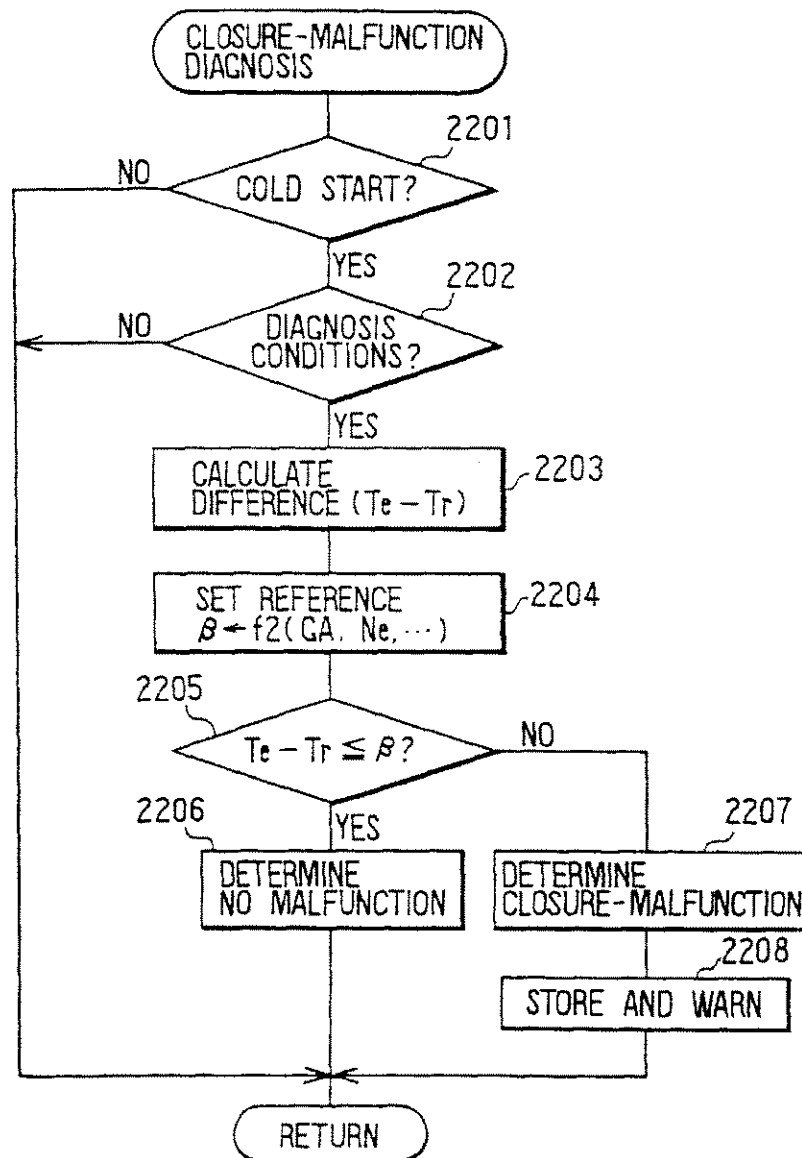 CLOSURE-MALFUNCTION
DIAGNOSIS
2201
NO
COLD START?
YES
2202
NO
DIAGNOSIS
CONDITIONS?
YES
2203
CALCULATE
DIFFERENCE (Te - Tr)
2204
SET REFERENCE
β ← f2(GA, Ne, ···)
2205
Te - Tr ≦ β?
NO
2206
YES
2207
DETERMINE
NO MALFUNCTION
DETERMINE
CLOSURE-MALFUNCTION
2208
STORE AND WARN
RETURN